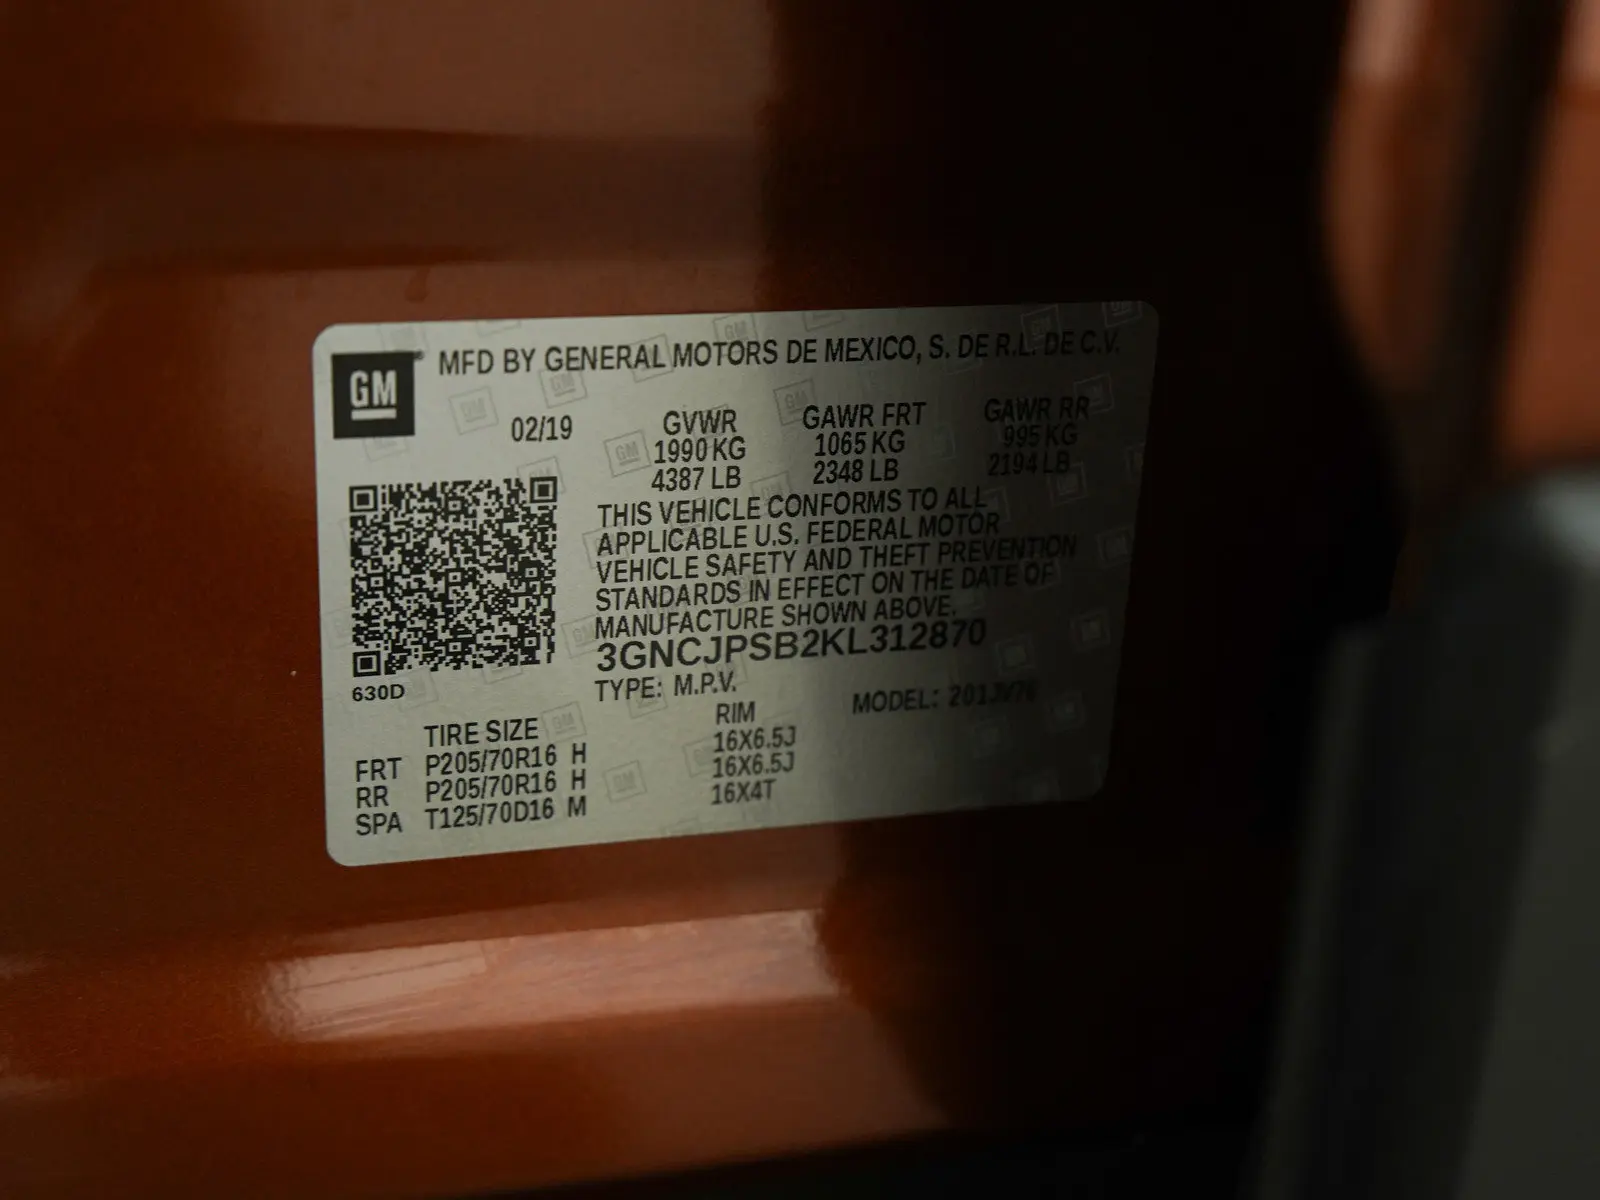 GM
MFD BY GENERAL MOTORS DE MEXICO, S. DE R.L. DE C.V.
02/19 GVWR GAWR FRT GAWR RR
1990 KG 1065 KG 995 KG
4387 LB 2348 LB 2194 LB
THIS VEHICLE CONFORMS TO ALL
APPLICABLE U.S. FEDERAL MOTOR
VEHICLE SAFETY AND THEFT PREVENTION
STANDARDS IN EFFECT ON THE DATE OF
MANUFACTURE SHOWN ABOVE.
3GNCJPSB2KL312870
630D
TYPE: M.P.V. MODEL: 201JV76
TIRE SIZE RIM
FRT P205/70R16 H 16X6.5J
RR P205/70R16 H 16X6.5J
SPA T125/70D16 M 16X4T